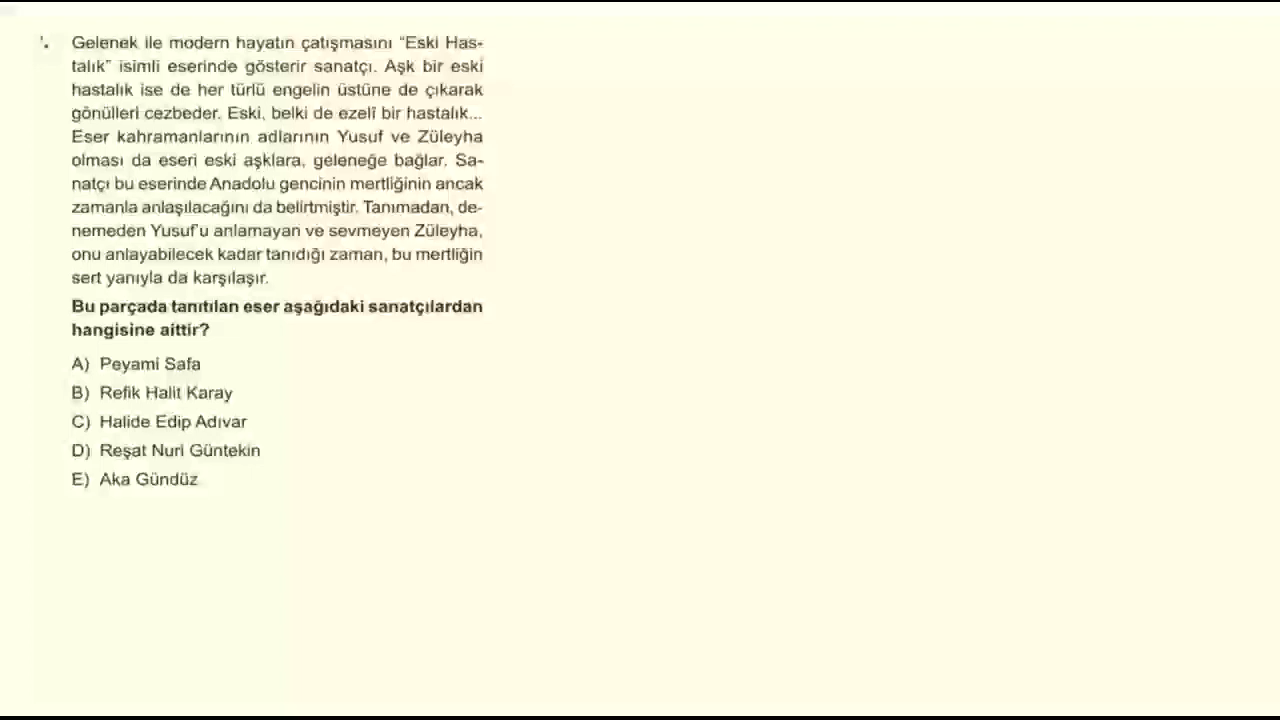 Gelenek ile modern hayatın çatışmasını “Eski Has-
talık” isimli eserinde gösterir sanatçı. Aşk bir eski
hastalık ise de her türlü engelin üstüne de çıkarak
gönülleri cezbeder. Eski, belki de ezelî bir hastalık...
Eser kahramanlarının adlarının Yusuf ve Züleyha
olması da eseri eski aşklara, geleneğe bağlar. Sa-
natçı bu eserinde Anadolu gencinin mertliğinin ancak
zamanla anlaşılacağını da belirtmiştir. Tanımadan, de-
nemeden Yusuf'u anlamayan ve sevmeyen Züleyha,
onu anlayabilecek kadar tanıdığı zaman, bu mertliğin
sert yanıyla da karşılaşır.
Bu parçada tanıtılan eser aşağıdaki sanatçılardan
hangisine aittir?
A) Peyami Safa
B) Refik Halit Karay
C) Halide Edip Adıvar
D) Reşat Nuri Güntekin
E) Aka Gündüz